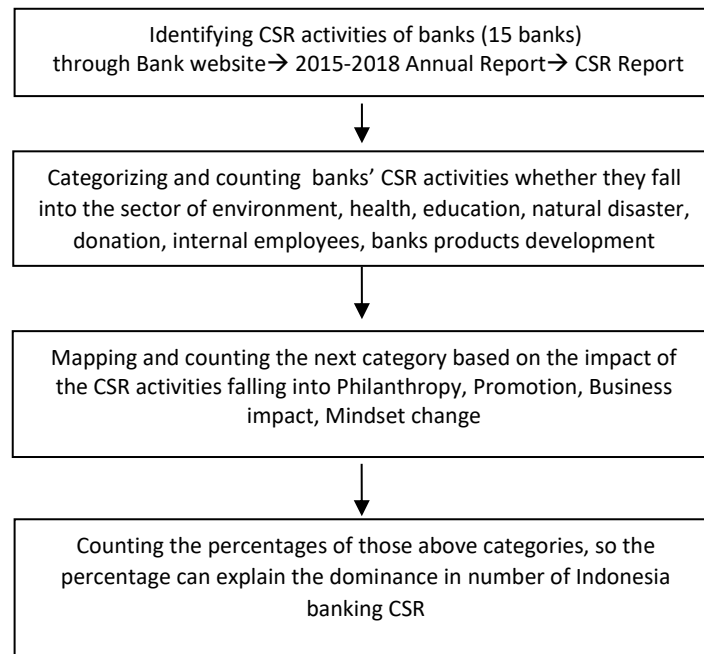 Identifying CSR activities of banks (15 banks)
through Bank website→ 2015-2018 Annual Report→ CSR Report
Categorizing and counting banks’ CSR activities whether they fall
into the sector of environment, health, education, natural disaster,
donation, internal employees, banks products development
Mapping and counting the next category based on the impact of
the CSR activities falling into Philanthropy, Promotion, Business
impact, Mindset change
Counting the percentages of those above categories, so the
percentage can explain the dominance in number of Indonesia
banking CSR